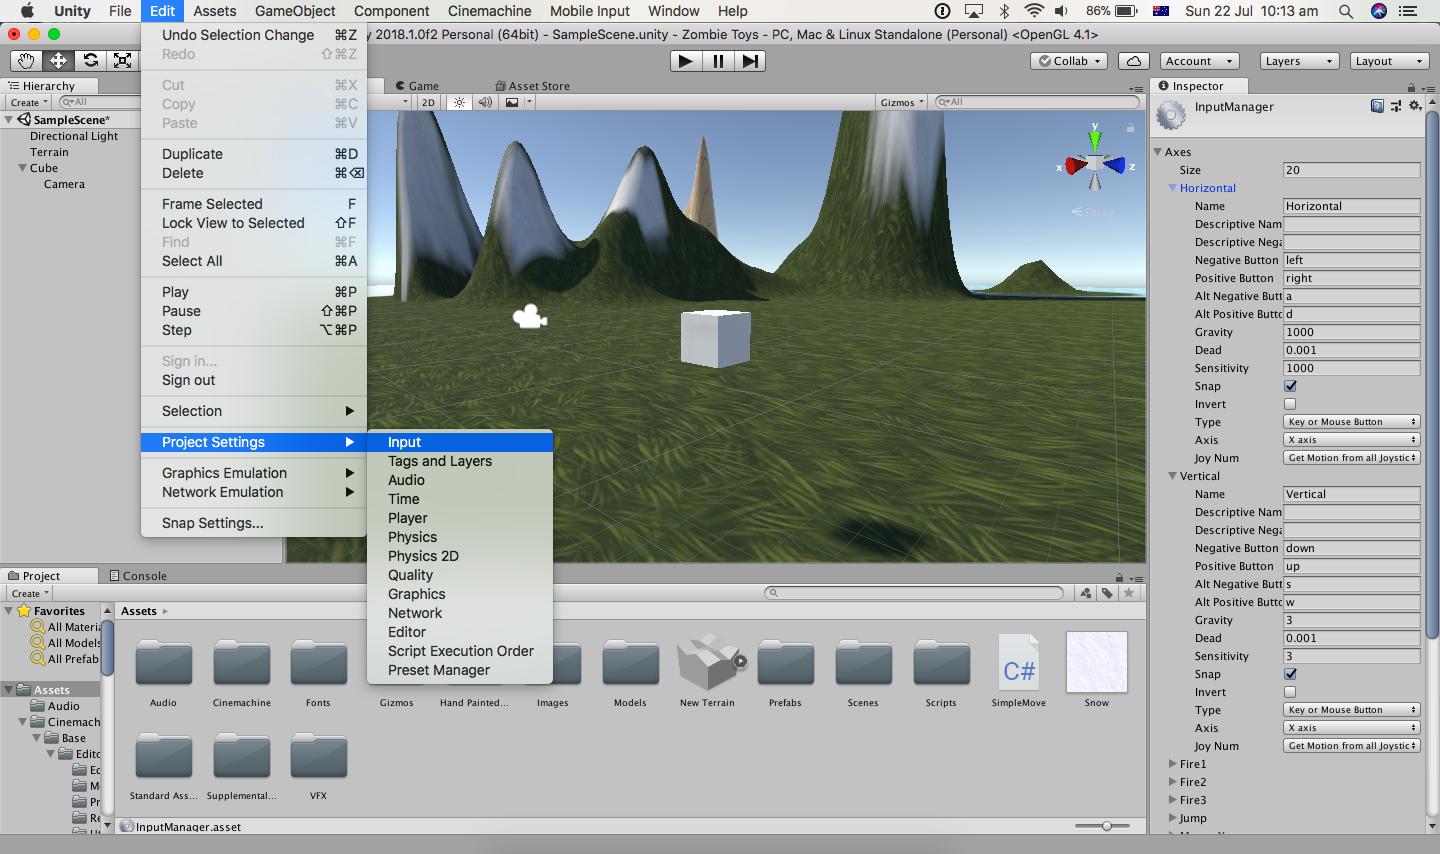 Unity File Edit Assets GameObject Component Cinemachine Mobile Input Window Help 86% Sun 22 Jul 10:13 am
y 2018.1.0f2 Personal (64bit) - SampleScene.unity - Zombie Toys - PC, Mac & Linux Standalone (Personal) <OpenGL 4.1>
Collab Account Layers Layout
Undo Selection Change ⌘Z
Redo ⇧⌘Z
Cut ⌘X
Copy ⌘C
Paste ⌘V
Duplicate ⌘D
Delete ⌘⌫
Frame Selected F
Lock View to Selected ⇧F
Find ⌘F
Select All ⌘A
Play ⌘P
Pause ⇧⌘P
Step ⌥⌘P
Sign in...
Sign out
Selection
Project Settings
Graphics Emulation
Network Emulation
Snap Settings...
Input
Tags and Layers
Audio
Time
Player
Physics
Physics 2D
Quality
Graphics
Network
Editor
Script Execution Order
Preset Manager
Hierarchy
Create All
SampleScene*
Directional Light
Terrain
Cube
Camera
Game Asset Store
2D Gizmos All
y
x z
Persp
Inspector
InputManager
Axes
Size 20
Horizontal
Name Horizontal
Descriptive Nam
Descriptive Nega
Negative Button left
Positive Button right
Alt Negative Butt a
Alt Positive Butto d
Gravity 1000
Dead 0.001
Sensitivity 1000
Snap
Invert
Type Key or Mouse Button
Axis X axis
Joy Num Get Motion from all Joystic
Vertical
Name Vertical
Descriptive Nam
Descriptive Nega
Negative Button down
Positive Button up
Alt Negative Butt s
Alt Positive Butto w
Gravity 3
Dead 0.001
Sensitivity 3
Snap
Invert
Type Key or Mouse Button
Axis X axis
Joy Num Get Motion from all Joystic
Fire1
Fire2
Fire3
Jump
Project Console
Create
Favorites
All Materia
All Models
All Prefab
Assets
Audio
Cinemach
Base
Edito
Ec
M
Pr
Re
Assets
Audio Cinemachine Fonts Gizmos Hand Painted... Images Models New Terrain Prefabs Scenes Scripts SimpleMove Snow
C#
Standard Ass... Supplemental... VFX
InputManager.asset